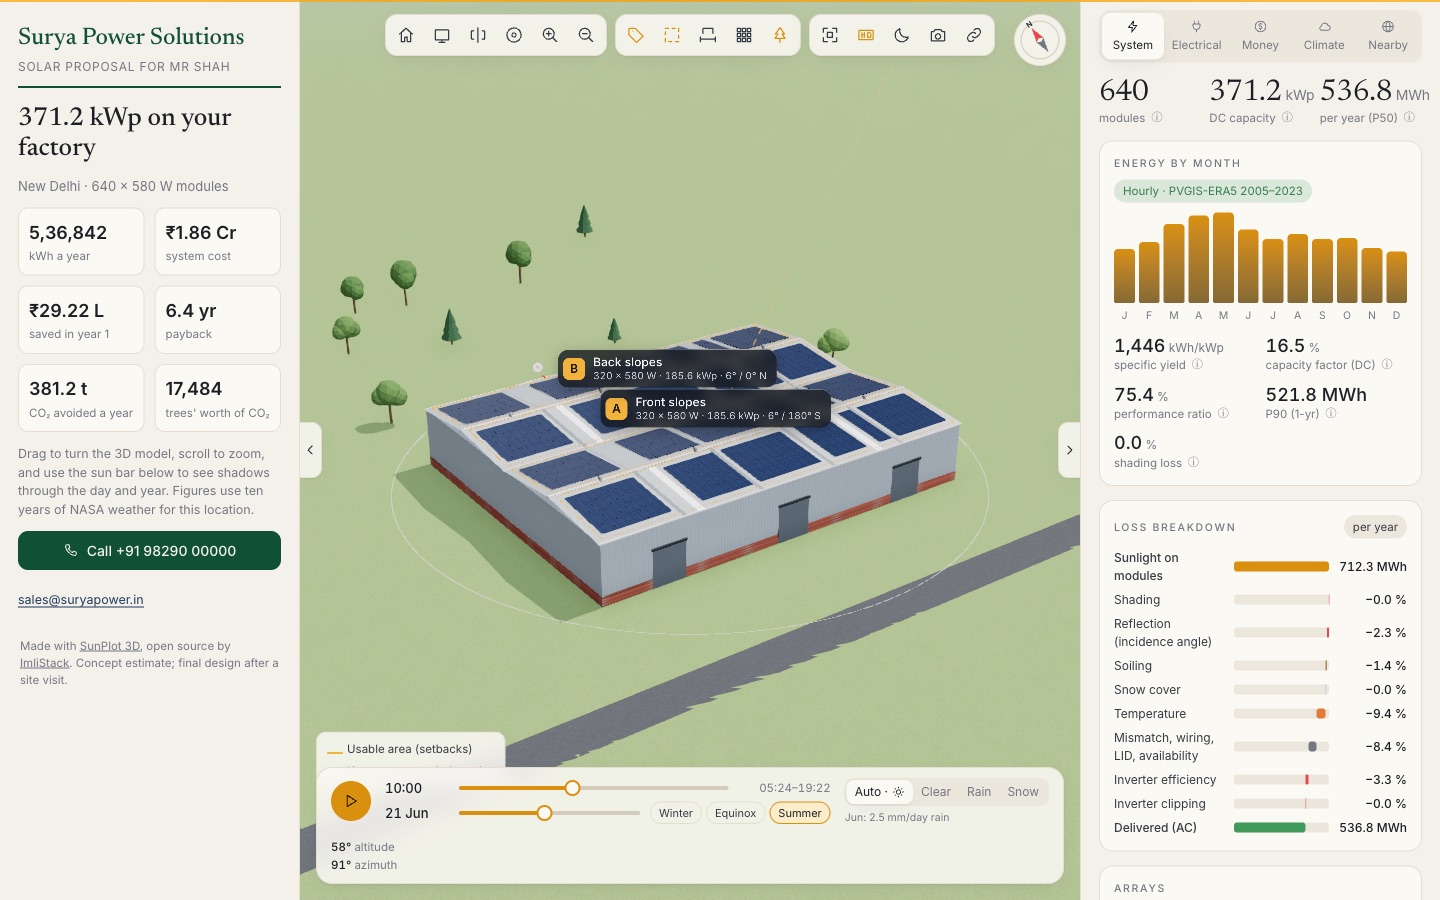 Surya Power Solutions
SOLAR PROPOSAL FOR MR SHAH
371.2 kWp on your
factory
New Delhi · 640 × 580 W modules
5,36,842
kWh a year
₹1.86 Cr
system cost
₹29.22 L
saved in year 1
6.4 yr
payback
381.2 t
CO₂ avoided a year
17,484
trees' worth of CO₂
Drag to turn the 3D model, scroll to zoom,
and use the sun bar below to see shadows
through the day and year. Figures use ten
years of NASA weather for this location.
Call +91 98290 00000
sales@suryapower.in
Made with SunPlot 3D, open source by
ImliStack. Concept estimate; final design after a
site visit.
HD
N
B
Back slopes
320 × 580 W · 185.6 kWp · 6° / 0° N
A
Front slopes
320 × 580 W · 185.6 kWp · 6° / 180° S
Usable area (setbacks)
10:00
05:24–19:22
21 Jun
Winter
Equinox
Summer
Auto ·
Clear
Rain
Snow
Jun: 2.5 mm/day rain
58° altitude
91° azimuth
System
Electrical
Money
Climate
Nearby
640
modules
371.2 kWp
DC capacity
536.8 MWh
per year (P50)
ENERGY BY MONTH
Hourly · PVGIS-ERA5 2005–2023
J F M A M J J A S O N D
1,446 kWh/kWp
specific yield
16.5 %
capacity factor (DC)
75.4 %
performance ratio
521.8 MWh
P90 (1-yr)
0.0 %
shading loss
LOSS BREAKDOWN
per year
Sunlight on
modules
712.3 MWh
Shading
−0.0 %
Reflection
(incidence angle)
−2.3 %
Soiling
−1.4 %
Snow cover
−0.0 %
Temperature
−9.4 %
Mismatch, wiring,
LID, availability
−8.4 %
Inverter efficiency
−3.3 %
Inverter clipping
−0.0 %
Delivered (AC)
536.8 MWh
ARRAYS